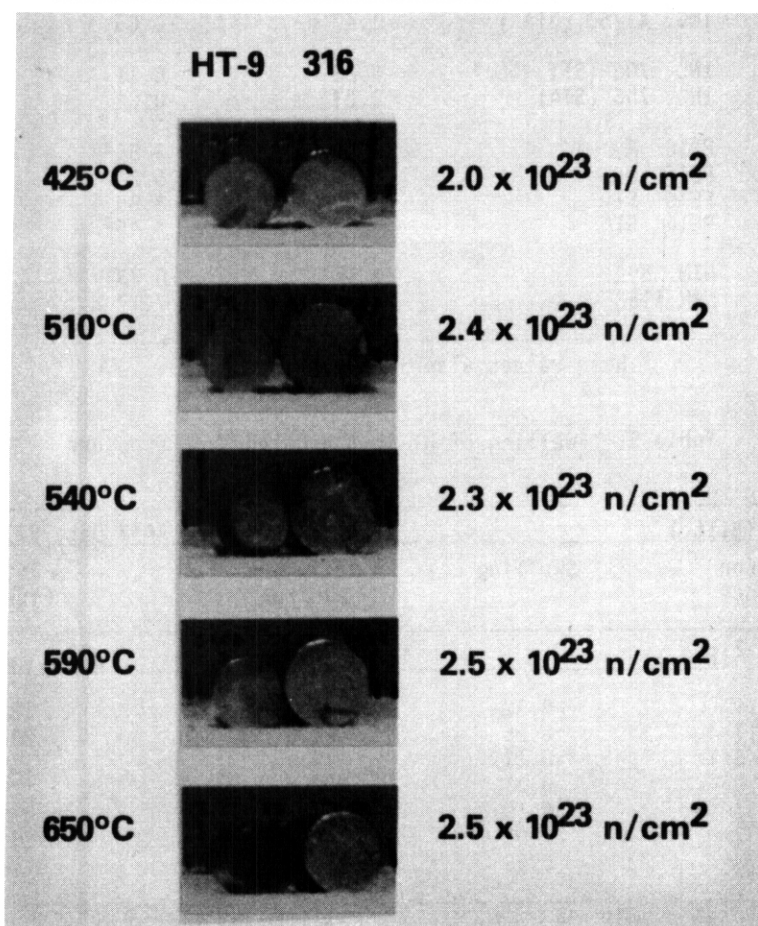 HT-9 316
425°C 2.0 x 10²³ n/cm²
510°C 2.4 x 10²³ n/cm²
540°C 2.3 x 10²³ n/cm²
590°C 2.5 x 10²³ n/cm²
650°C 2.5 x 10²³ n/cm²